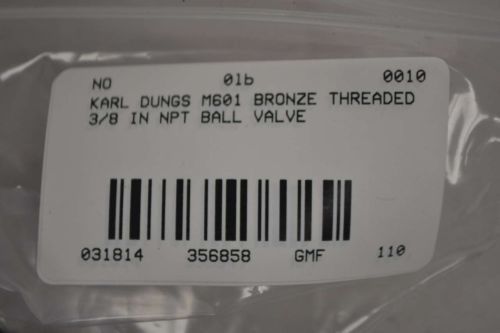 NO 01b 0010
KARL DUNGS M601 BRONZE THREADED
3/8 IN NPT BALL VALVE
031814 356858 GMF 110